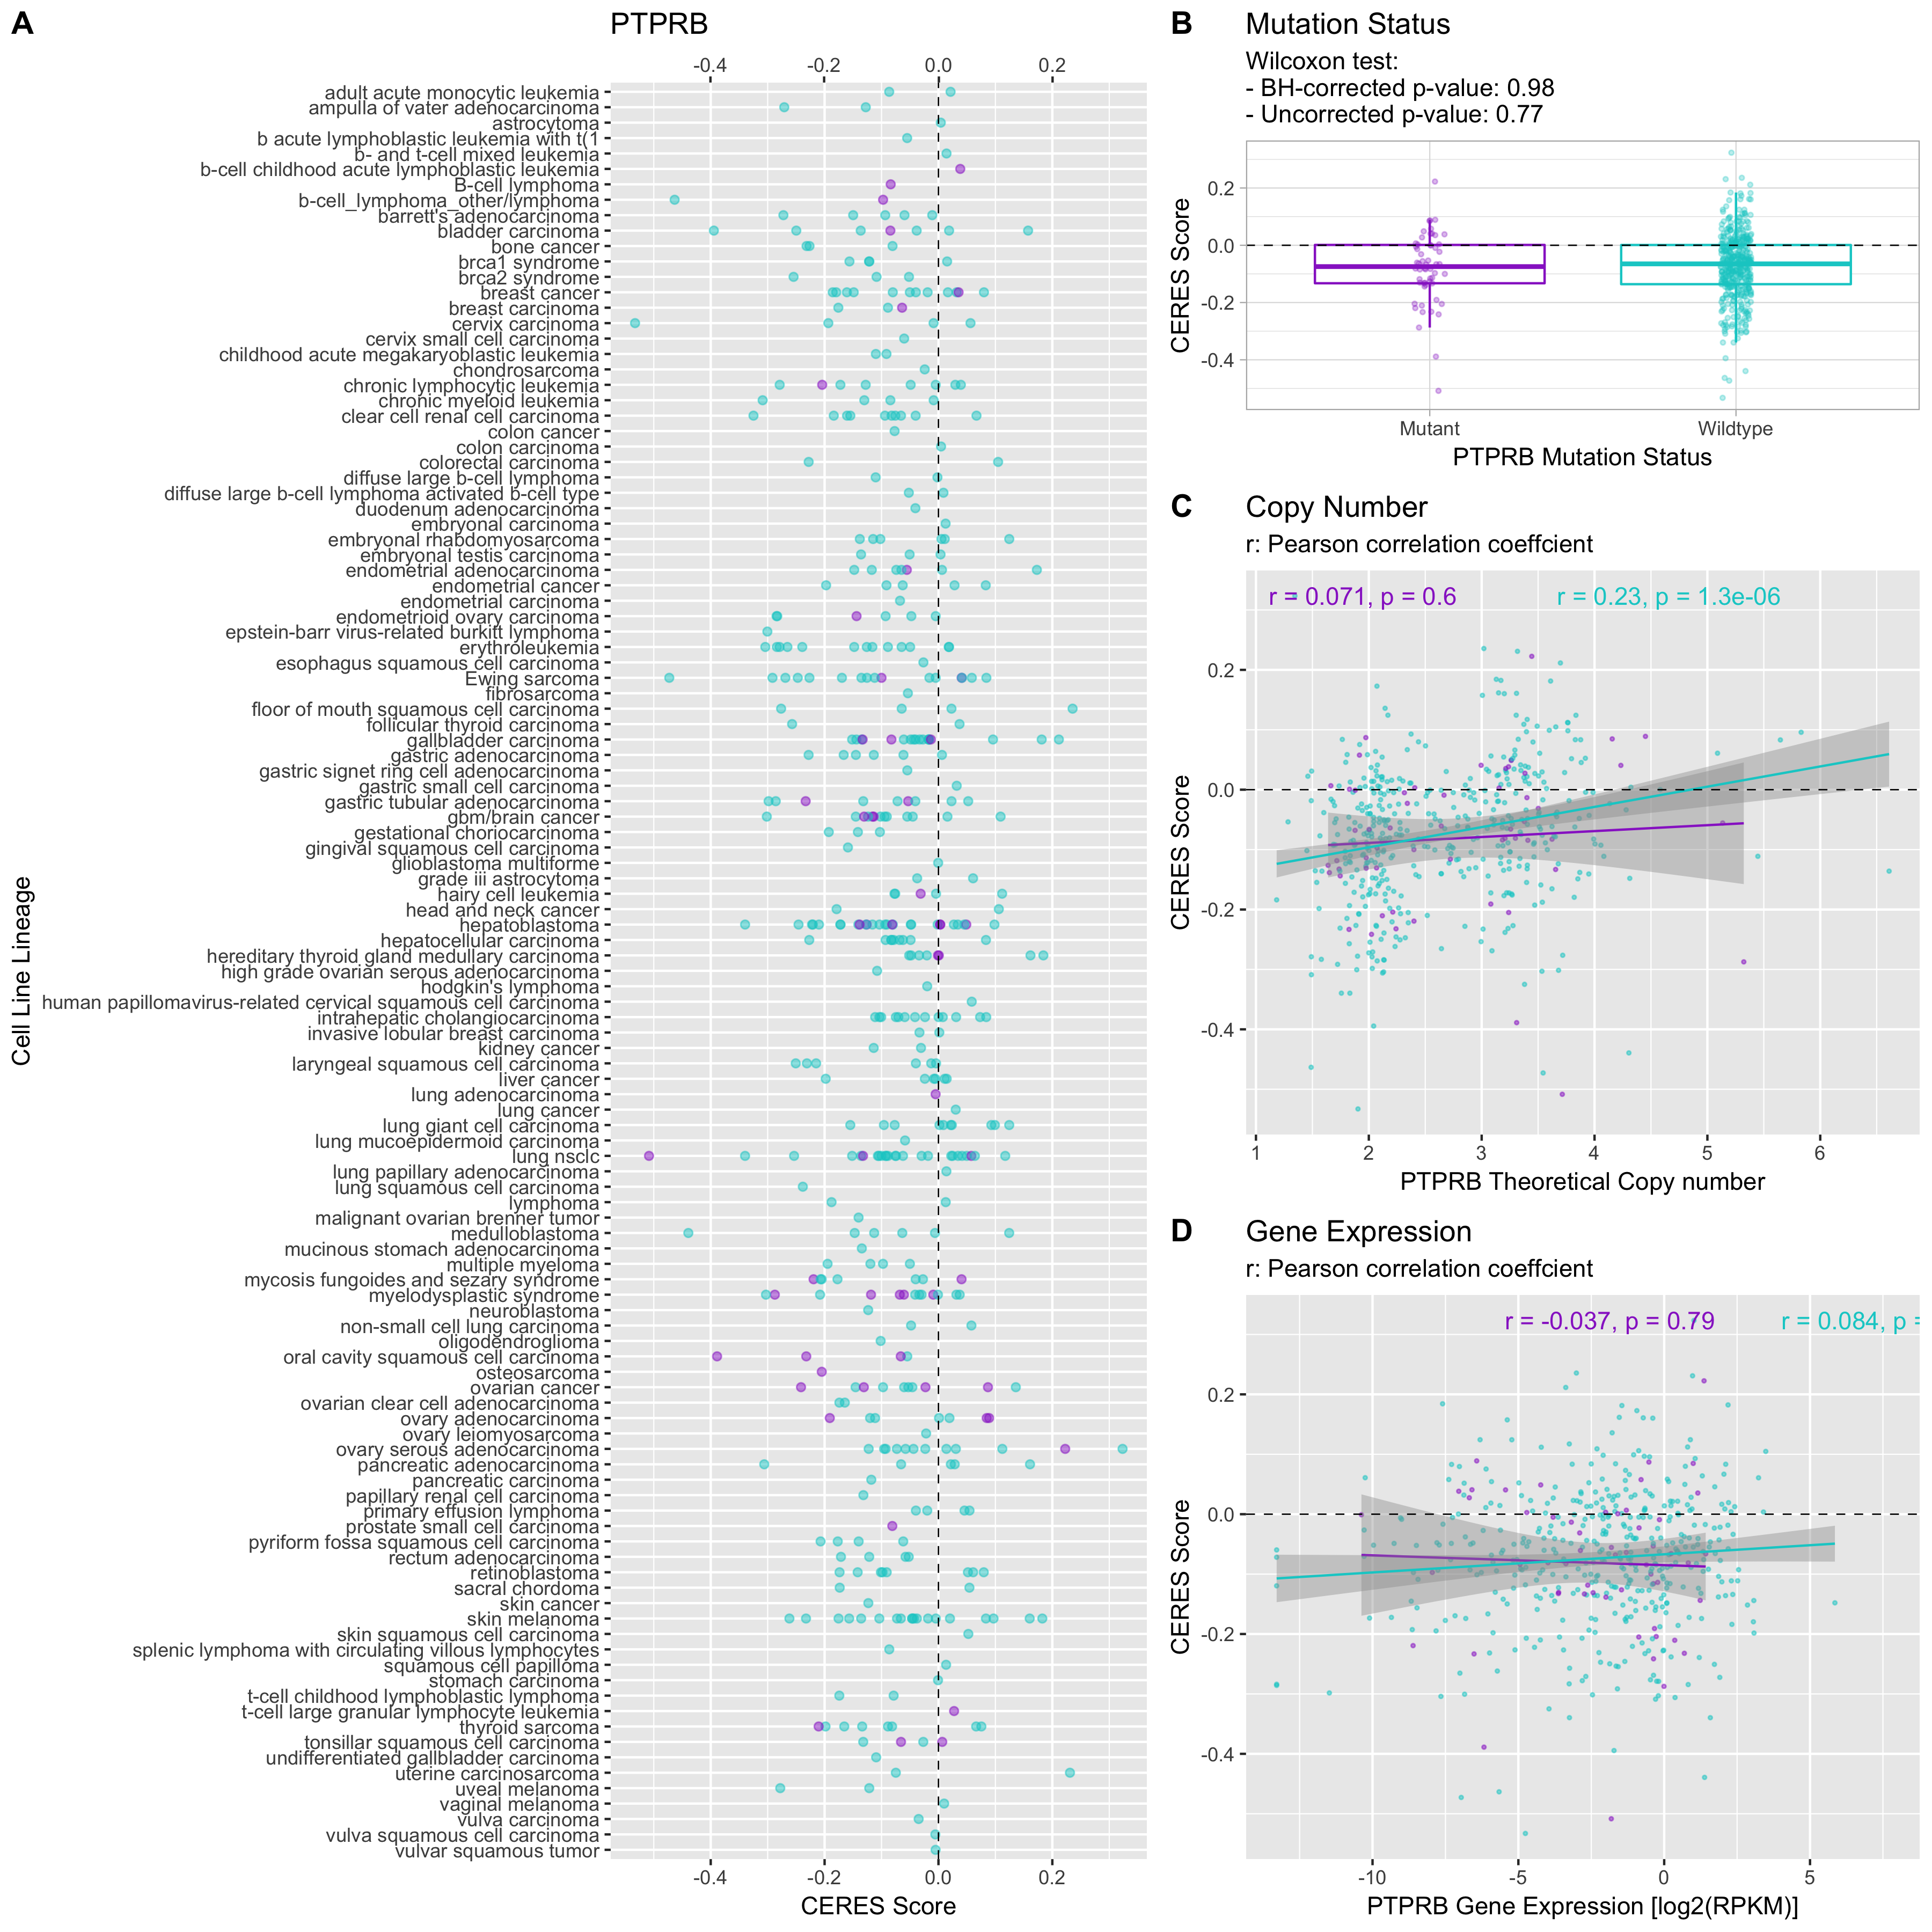 A
PTPRB
-0.4 -0.2 0.0 0.2
adult acute monocytic leukemia
ampulla of vater adenocarcinoma
astrocytoma
b acute lymphoblastic leukemia with t(1
b- and t-cell mixed leukemia
b-cell childhood acute lymphoblastic leukemia
B-cell lymphoma
b-cell_lymphoma_other/lymphoma
barrett's adenocarcinoma
bladder carcinoma
bone cancer
brca1 syndrome
brca2 syndrome
breast cancer
breast carcinoma
cervix carcinoma
cervix small cell carcinoma
childhood acute megakaryoblastic leukemia
chondrosarcoma
chronic lymphocytic leukemia
chronic myeloid leukemia
clear cell renal cell carcinoma
colon cancer
colon carcinoma
colorectal carcinoma
diffuse large b-cell lymphoma
diffuse large b-cell lymphoma activated b-cell type
duodenum adenocarcinoma
embryonal carcinoma
embryonal rhabdomyosarcoma
embryonal testis carcinoma
endometrial adenocarcinoma
endometrial cancer
endometrial carcinoma
endometrioid ovary carcinoma
epstein-barr virus-related burkitt lymphoma
erythroleukemia
esophagus squamous cell carcinoma
Ewing sarcoma
fibrosarcoma
floor of mouth squamous cell carcinoma
follicular thyroid carcinoma
gallbladder carcinoma
gastric adenocarcinoma
gastric signet ring cell adenocarcinoma
gastric small cell carcinoma
gastric tubular adenocarcinoma
gbm/brain cancer
gestational choriocarcinoma
gingival squamous cell carcinoma
glioblastoma multiforme
grade iii astrocytoma
hairy cell leukemia
head and neck cancer
hepatoblastoma
hepatocellular carcinoma
hereditary thyroid gland medullary carcinoma
high grade ovarian serous adenocarcinoma
hodgkin's lymphoma
human papillomavirus-related cervical squamous cell carcinoma
intrahepatic cholangiocarcinoma
invasive lobular breast carcinoma
kidney cancer
laryngeal squamous cell carcinoma
liver cancer
lung adenocarcinoma
lung cancer
lung giant cell carcinoma
lung mucoepidermoid carcinoma
lung nsclc
lung papillary adenocarcinoma
lung squamous cell carcinoma
lymphoma
malignant ovarian brenner tumor
medulloblastoma
mucinous stomach adenocarcinoma
multiple myeloma
mycosis fungoides and sezary syndrome
myelodysplastic syndrome
neuroblastoma
non-small cell lung carcinoma
oligodendroglioma
oral cavity squamous cell carcinoma
osteosarcoma
ovarian cancer
ovarian clear cell adenocarcinoma
ovary adenocarcinoma
ovary leiomyosarcoma
ovary serous adenocarcinoma
pancreatic adenocarcinoma
pancreatic carcinoma
papillary renal cell carcinoma
primary effusion lymphoma
prostate small cell carcinoma
pyriform fossa squamous cell carcinoma
rectum adenocarcinoma
retinoblastoma
sacral chordoma
skin cancer
skin melanoma
skin squamous cell carcinoma
splenic lymphoma with circulating villous lymphocytes
squamous cell papilloma
stomach carcinoma
t-cell childhood lymphoblastic lymphoma
t-cell large granular lymphocyte leukemia
thyroid sarcoma
tonsillar squamous cell carcinoma
undifferentiated gallbladder carcinoma
uterine carcinosarcoma
uveal melanoma
vaginal melanoma
vulva carcinoma
vulva squamous cell carcinoma
vulvar squamous tumor
-0.4 -0.2 0.0 0.2
CERES Score
Cell Line Lineage
B
Mutation Status
Wilcoxon test:
- BH-corrected p-value: 0.98
- Uncorrected p-value: 0.77
0.2
0.0
-0.2
-0.4
CERES Score
Mutant Wildtype
PTPRB Mutation Status
C
Copy Number
r: Pearson correlation coeffcient
r = 0.071, p = 0.6 r = 0.23, p = 1.3e-06
0.2
0.0
-0.2
-0.4
CERES Score
1 2 3 4 5 6
PTPRB Theoretical Copy number
D
Gene Expression
r: Pearson correlation coeffcient
r = -0.037, p = 0.79 r = 0.084, p =
0.2
0.0
-0.2
-0.4
CERES Score
-10 -5 0 5
PTPRB Gene Expression [log2(RPKM)]